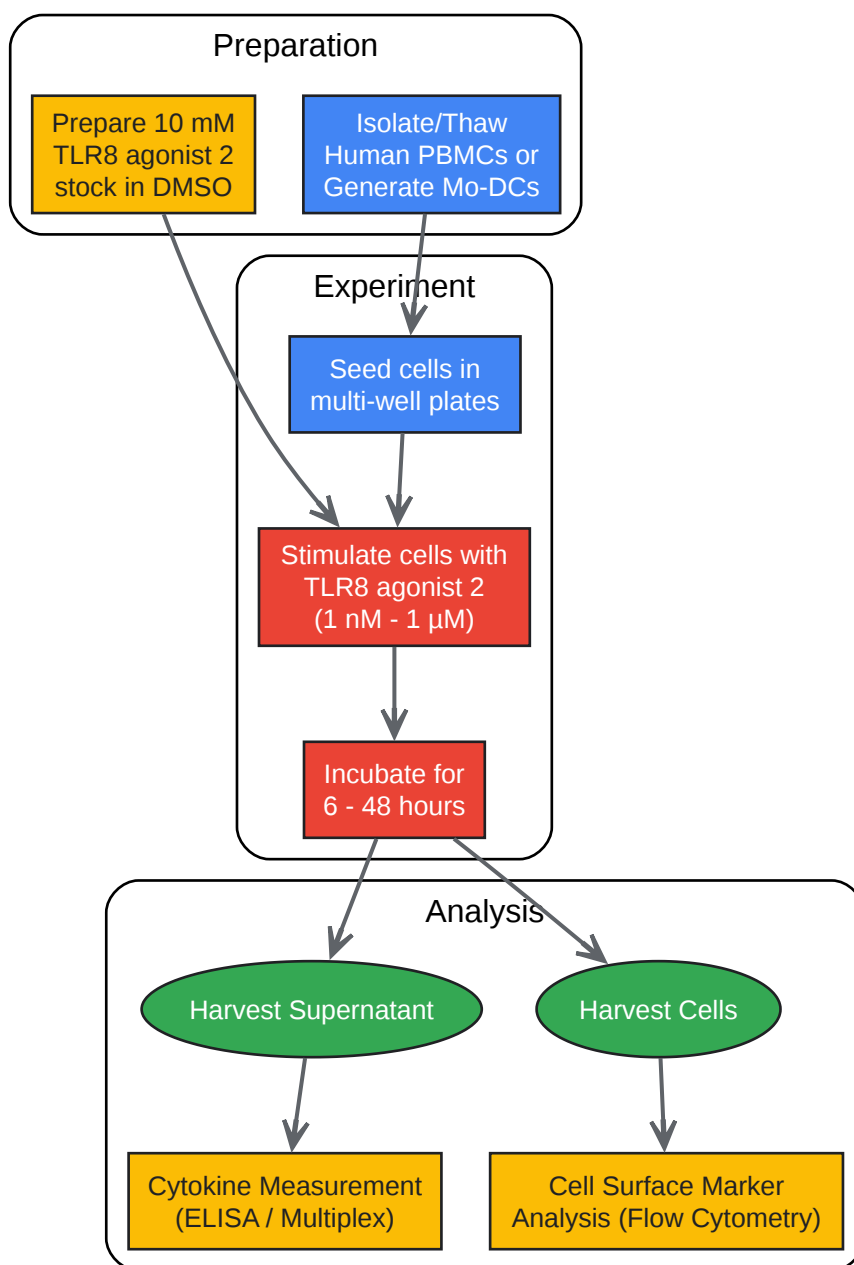 Preparation
Prepare 10 mM
TLR8 agonist 2
stock in DMSO
Isolate/Thaw
Human PBMCs or
Generate Mo-DCs
Experiment
Seed cells in
multi-well plates
Stimulate cells with
TLR8 agonist 2
(1 nM - 1 µM)
Incubate for
6 - 48 hours
Analysis
Harvest Supernatant
Harvest Cells
Cytokine Measurement
(ELISA / Multiplex)
Cell Surface Marker
Analysis (Flow Cytometry)